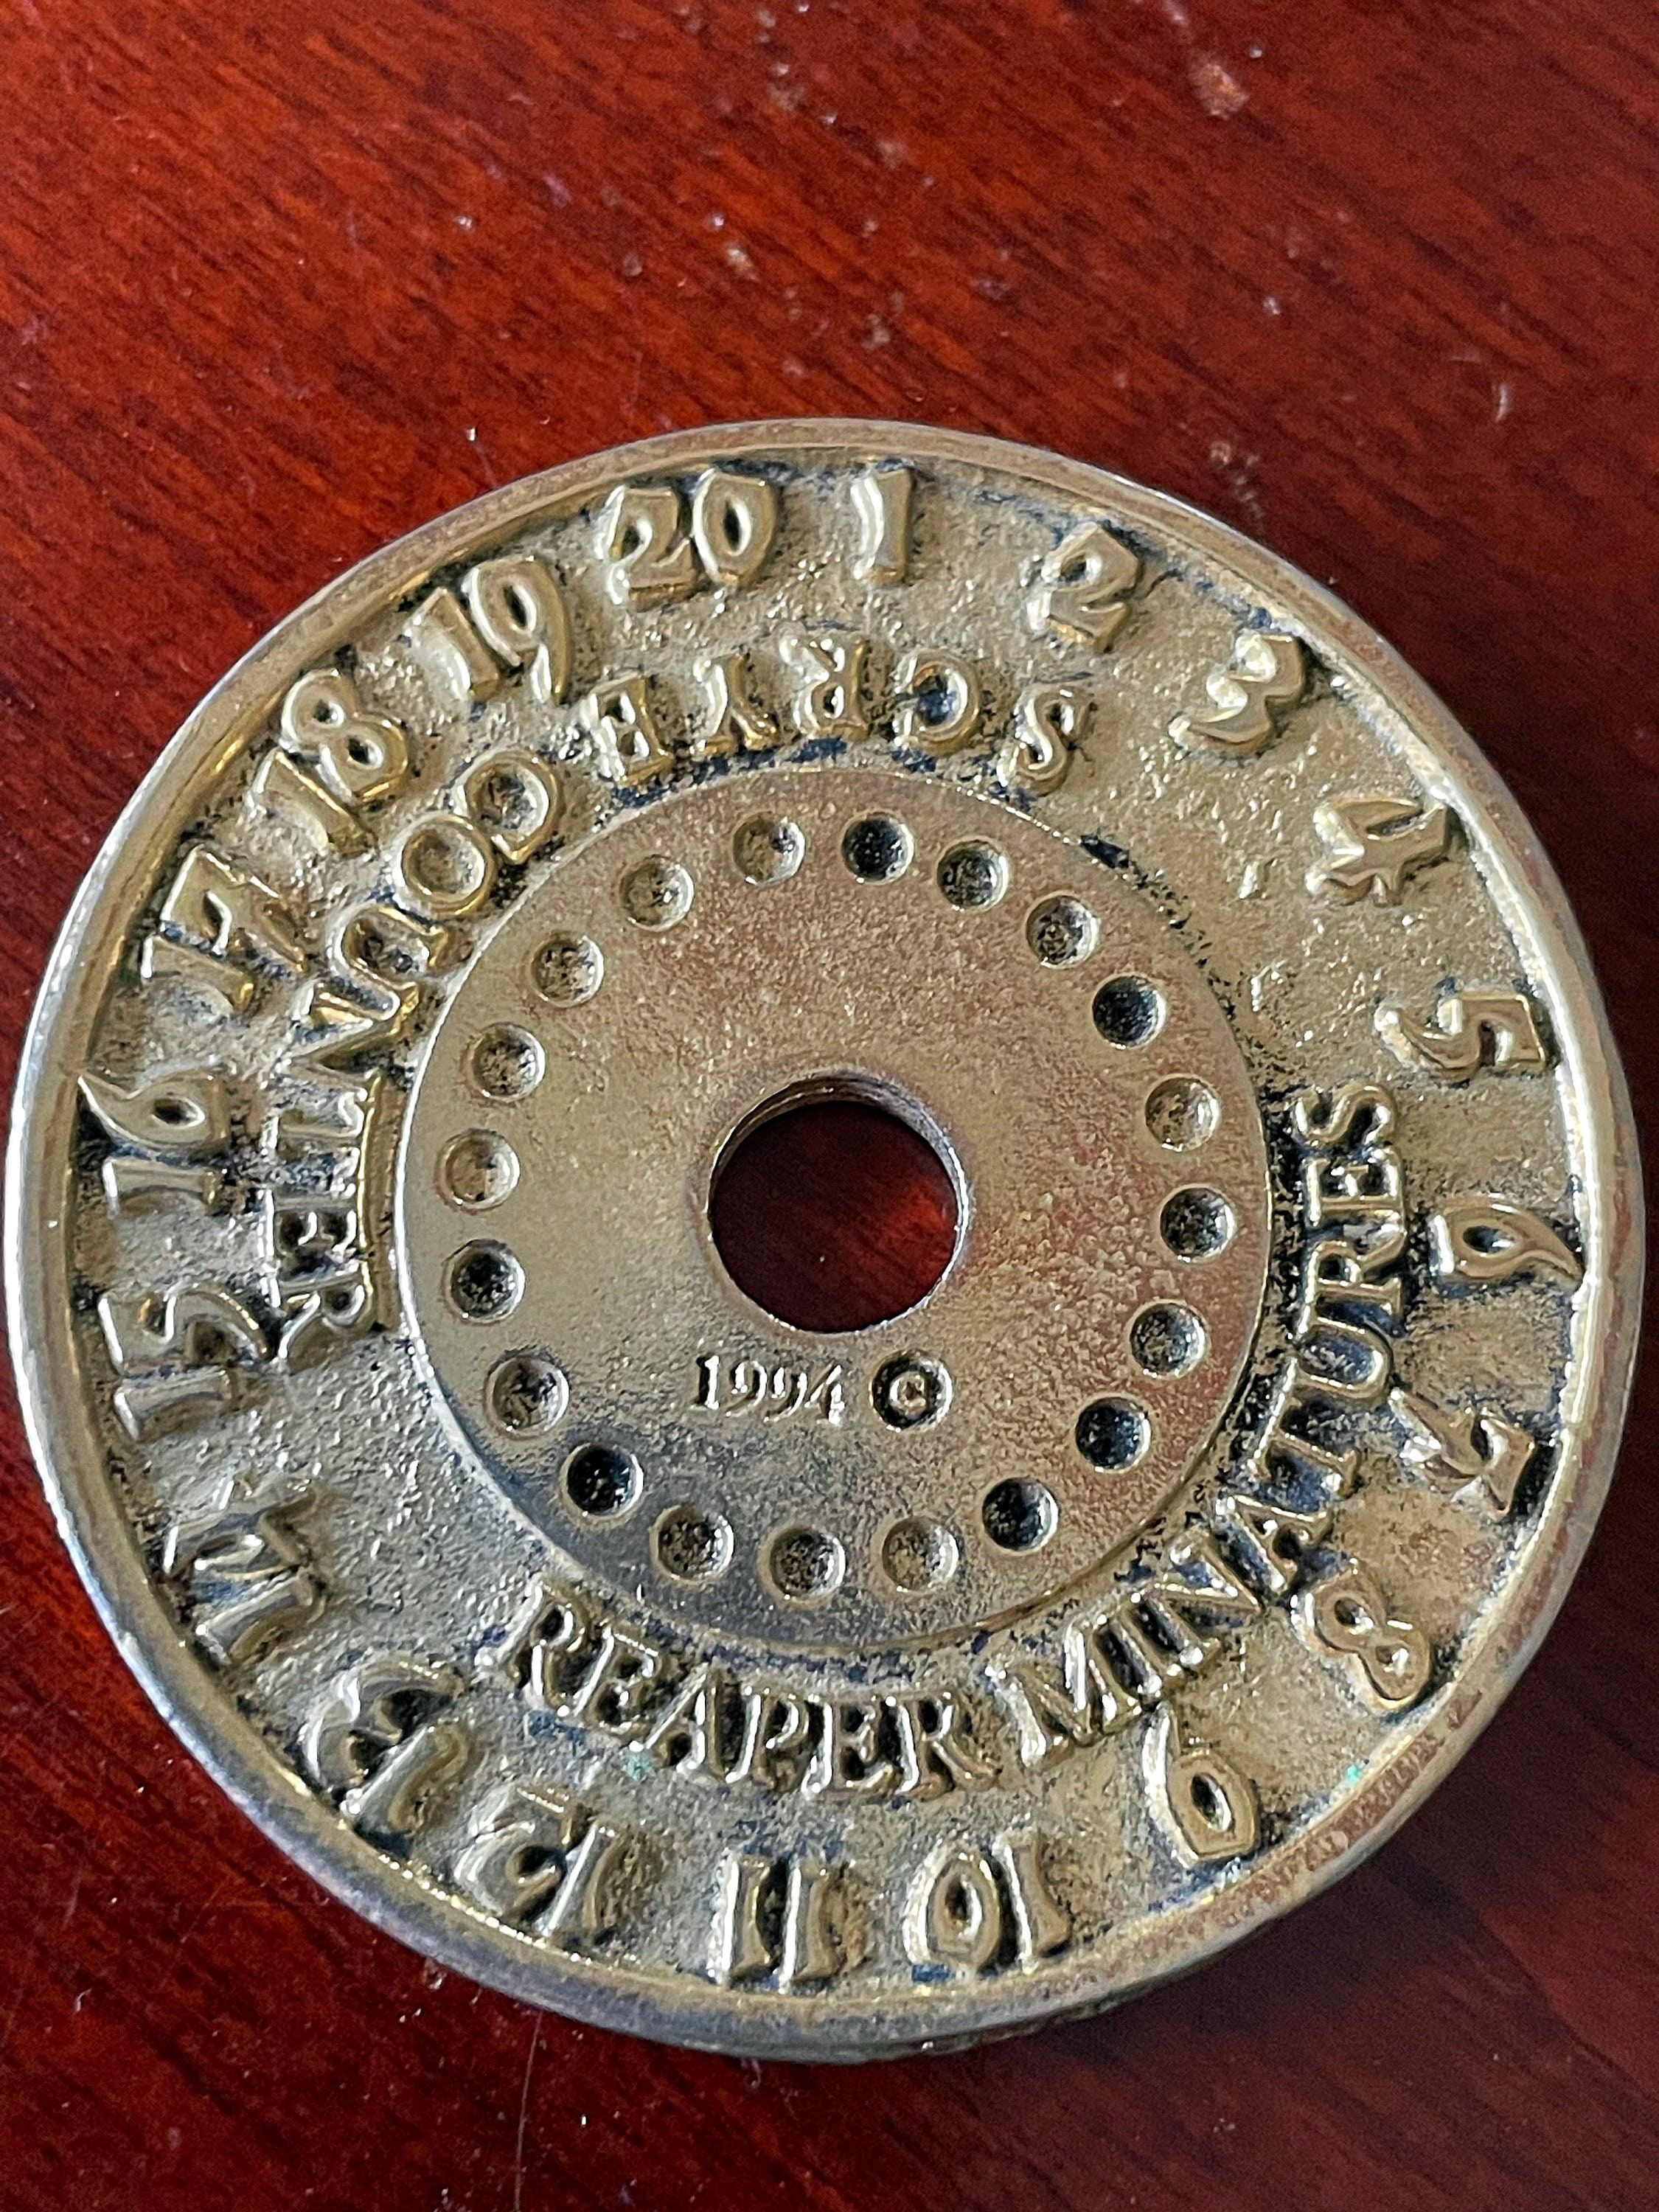 1 2 3 4 5 6 7 8 9 10 11 12 13 14 15 16 17 18 19 20
SCRYE COUNTER
REAPER MINIATURES
1994 ©